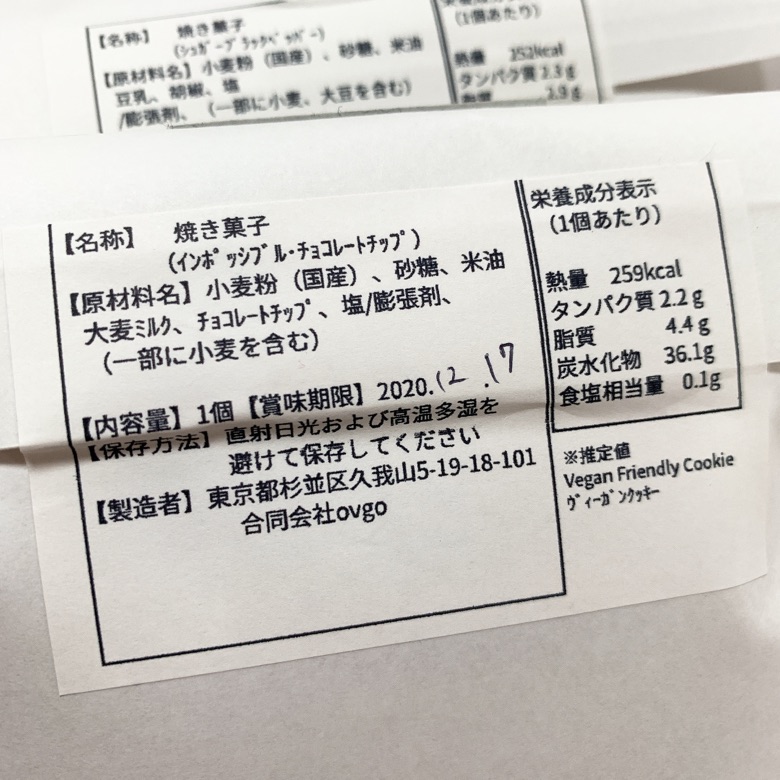 【名称】 焼き菓子
(シュガーブラックペッパー)
【原材料名】小麦粉（国産）、砂糖、米油
豆乳、胡椒、塩
/膨張剤、（一部に小麦、大豆を含む）
(1個あたり)
熱量 252kcal
タンパク質 2.3g
脂質 2.9g
【名称】 焼き菓子
(インポッシブル・チョコレートチップ)
【原材料名】小麦粉（国産）、砂糖、米油
大麦ミルク、チョコレートチップ、塩/膨張剤、
（一部に小麦を含む）
【内容量】1個【賞味期限】2020.12.17
【保存方法】直射日光および高温多湿を
避けて保存してください
【製造者】東京都杉並区久我山5-19-18-101
合同会社ovgo
栄養成分表示
(1個あたり)
熱量 259kcal
タンパク質 2.2g
脂質 4.4g
炭水化物 36.1g
食塩相当量 0.1g
※推定値
Vegan Friendly Cookie
ヴィーガンクッキー